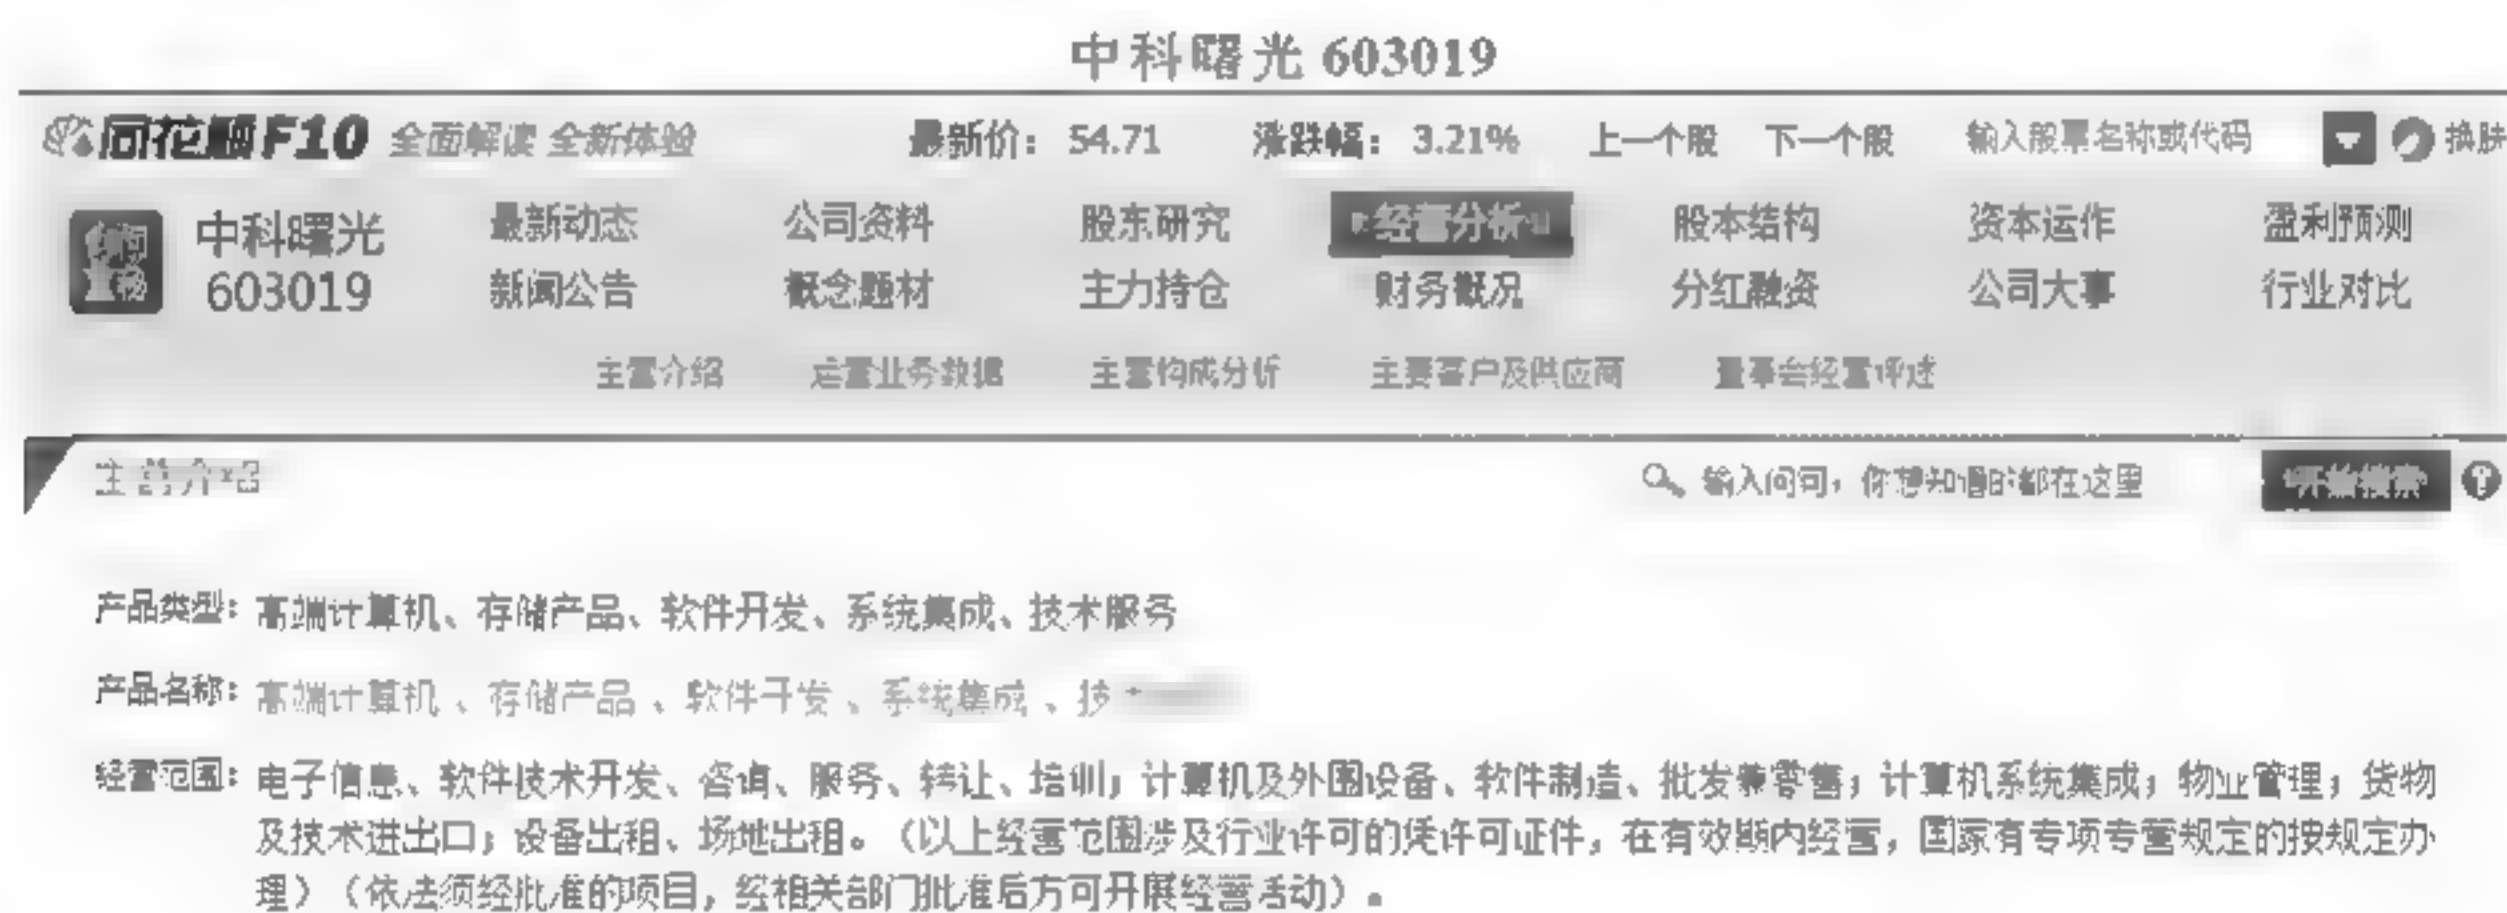 中科曙光 603019
同花顺F10 全面解读 全新体验 最新价: 54.71 涨跌幅: 3.21% 上一个股 下一个股 输入股票名称或代码 换肤
中科曙光 最新动态 公司资料 股东研究 经营分析 股本结构 资本运作 盈利预测
603019 新闻公告 概念题材 主力持仓 财务概况 分红融资 公司大事 行业对比
主营介绍 运营业务数据 主营构成分析 主要客户及供应商 董事会经营评述
主营介绍 输入问句，你想知道的都在这里 开始搜索
产品类型: 高端计算机、存储产品、软件开发、系统集成、技术服务
产品名称: 高端计算机 、存储产品 、软件开发 、系统集成 、技
经营范围: 电子信息、软件技术开发、咨询、服务、转让、培训；计算机及外围设备、软件制造、批发兼零售；计算机系统集成；物业管理；货物
及技术进出口；设备出租、场地出租。（以上经营范围涉及行业许可的凭许可证件，在有效期内经营，国家有专项专营规定的按规定办
理）（依法须经批准的项目，经相关部门批准后方可开展经营活动）。